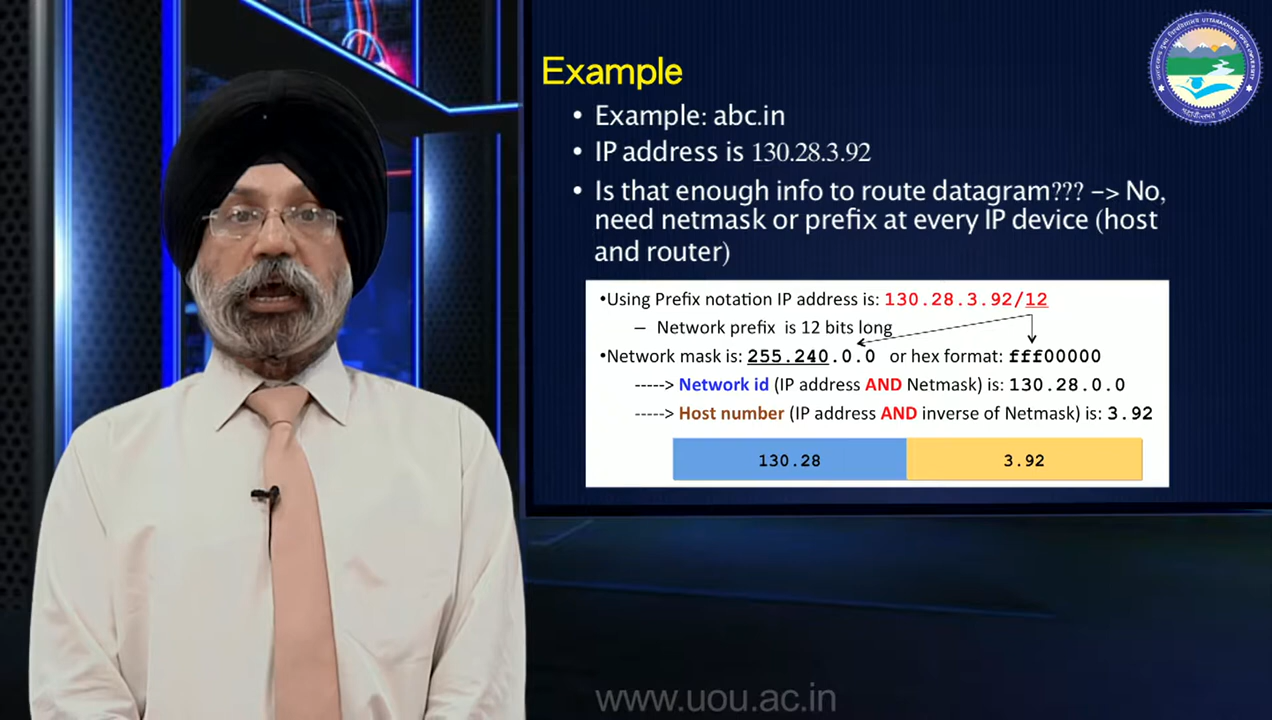 Example
• Example: abc.in
• IP address is 130.28.3.92
• Is that enough info to route datagram??? –> No,
need netmask or prefix at every IP device (host
and router)
•Using Prefix notation IP address is: 130.28.3.92/12
– Network prefix is 12 bits long
•Network mask is: 255.240.0.0 or hex format: fff00000
-----> Network id (IP address AND Netmask) is: 130.28.0.0
-----> Host number (IP address AND inverse of Netmask) is: 3.92
130.28 3.92
www.uou.ac.in
UTTARAKHAND OPEN UNIVERSITY